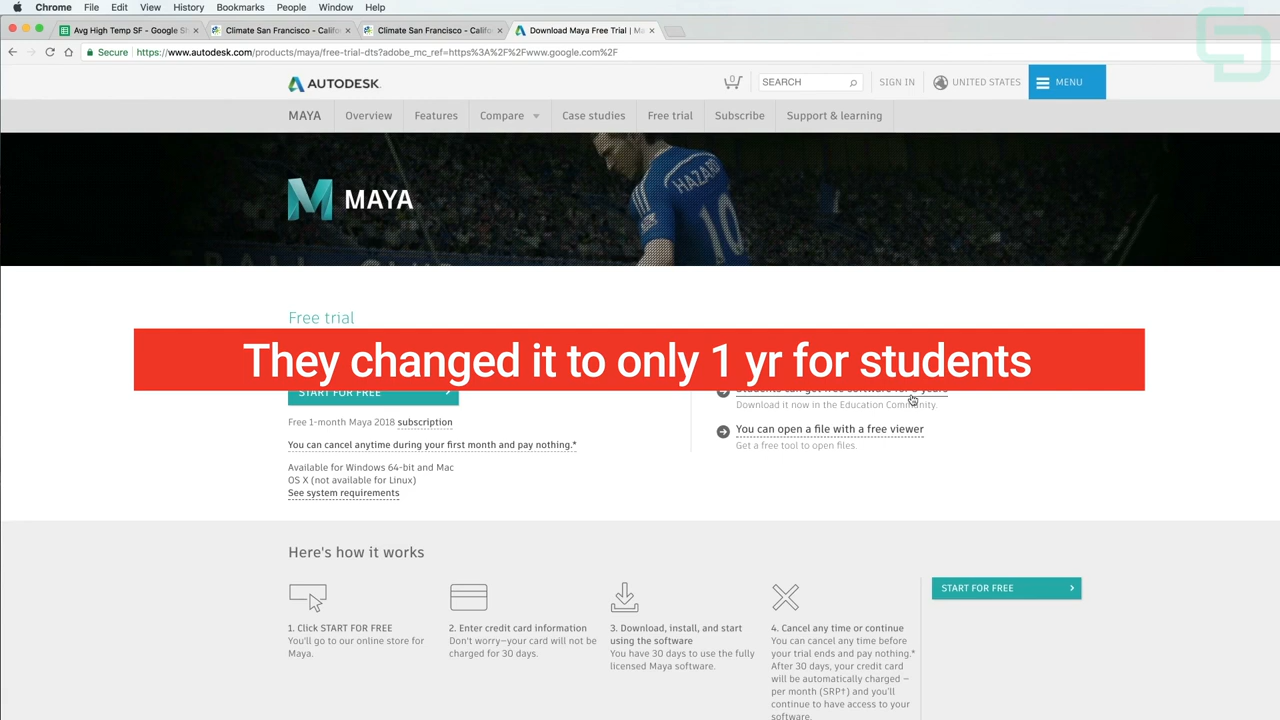 Chrome File Edit View History Bookmarks People Window Help
Avg High Temp SF - Google S
Climate San Francisco - Califo
Climate San Francisco - Califo
Download Maya Free Trial | M
Secure https://www.autodesk.com/products/maya/free-trial-dts?adobe_mc_ref=https%3A%2F%2Fwww.google.com%2F
AUTODESK
0
SEARCH
SIGN IN
UNITED STATES
MENU
MAYA Overview Features Compare Case studies Free trial Subscribe Support & learning
HAZARD
10
M MAYA
Free trial
They changed it to only 1 yr for students
START FOR FREE
Students can get free software for 3 years
Download it now in the Education Community.
Free 1-month Maya 2018 subscription
You can open a file with a free viewer
Get a free tool to open files.
You can cancel anytime during your first month and pay nothing.*
Available for Windows 64-bit and Mac
OS X (not available for Linux)
See system requirements
Here's how it works
START FOR FREE
1. Click START FOR FREE
You'll go to our online store for
Maya.
2. Enter credit card information
Don't worry—your card will not be
charged for 30 days.
3. Download, install, and start
using the software
You have 30 days to use the fully
licensed Maya software.
4. Cancel any time or continue
You can cancel any time before
your trial ends and pay nothing.*
After 30 days, your credit card
will be automatically charged –
per month (SRP†) and you'll
continue to have access to your
software.